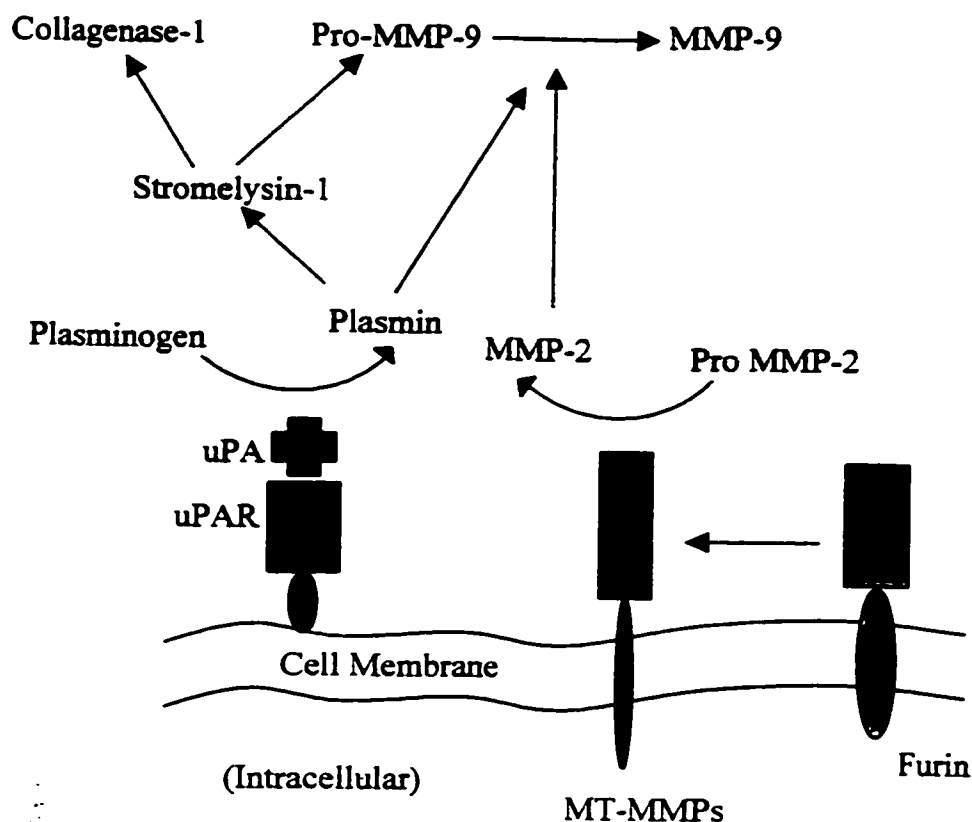 Collagenase-1
Pro-MMP-9
MMP-9
Stromelysin-1
Plasminogen
Plasmin
MMP-2
Pro MMP-2
uPA
uPAR
Cell Membrane
(Intracellular)
MT-MMPs
Furin